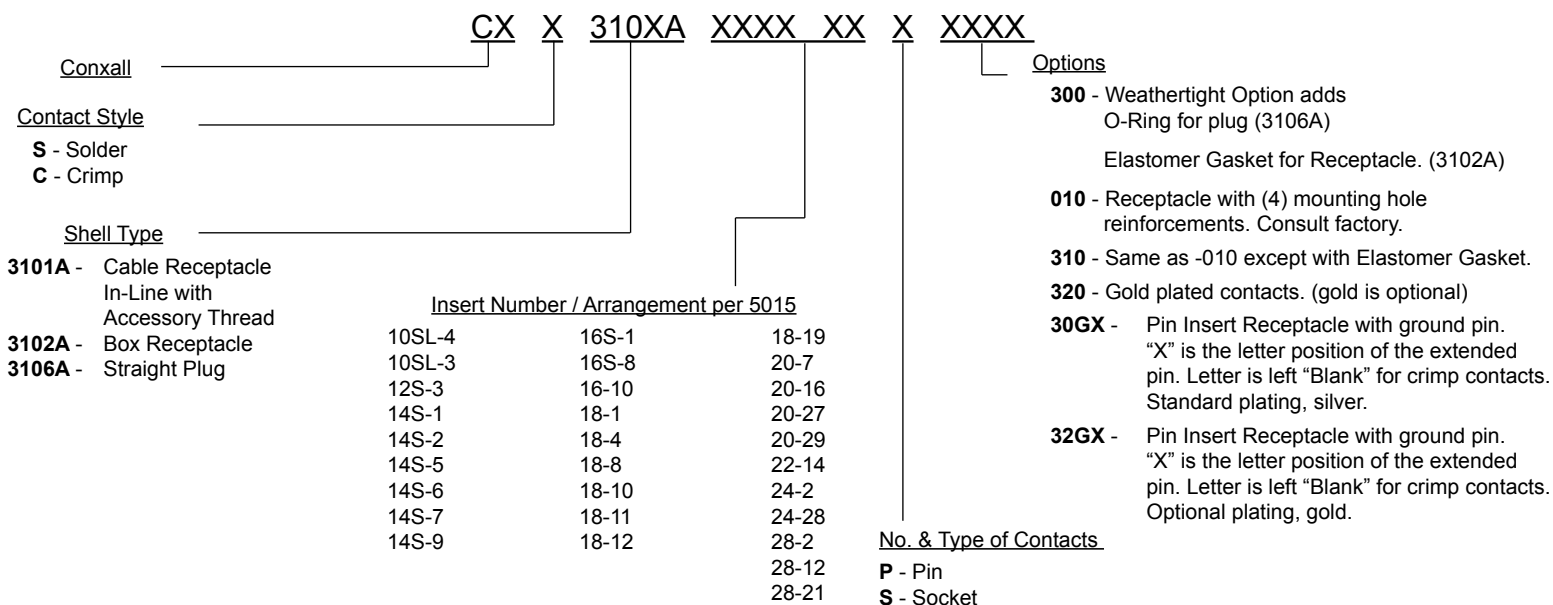 CX X 310XA XXXX XX X XXXX
Conxall
Contact Style
S - Solder
C - Crimp
Shell Type
3101A - Cable Receptacle
In-Line with
Accessory Thread
3102A - Box Receptacle
3106A - Straight Plug
Insert Number / Arrangement per 5015
10SL-4 16S-1 18-19
10SL-3 16S-8 20-7
12S-3 16-10 20-16
14S-1 18-1 20-27
14S-2 18-4 20-29
14S-5 18-8 22-14
14S-6 18-10 24-2
14S-7 18-11 24-28
14S-9 18-12 28-2
28-12
28-21
No. & Type of Contacts
P - Pin
S - Socket
Options
300 - Weathertight Option adds
O-Ring for plug (3106A)
Elastomer Gasket for Receptacle. (3102A)
010 - Receptacle with (4) mounting hole
reinforcements. Consult factory.
310 - Same as -010 except with Elastomer Gasket.
320 - Gold plated contacts. (gold is optional)
30GX - Pin Insert Receptacle with ground pin.
“X” is the letter position of the extended
pin. Letter is left “Blank” for crimp contacts.
Standard plating, silver.
32GX - Pin Insert Receptacle with ground pin.
“X” is the letter position of the extended
pin. Letter is left “Blank” for crimp contacts.
Optional plating, gold.